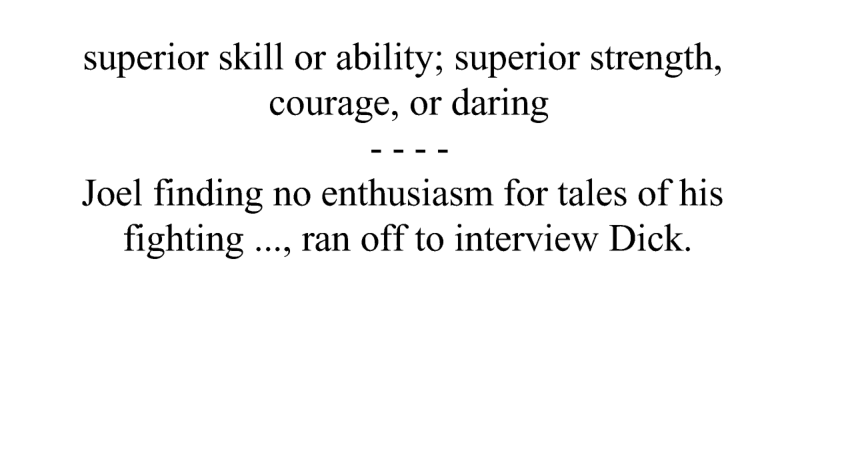 superior skill or ability; superior strength,
courage, or daring
- - - -
Joel finding no enthusiasm for tales of his
fighting ..., ran off to interview Dick.